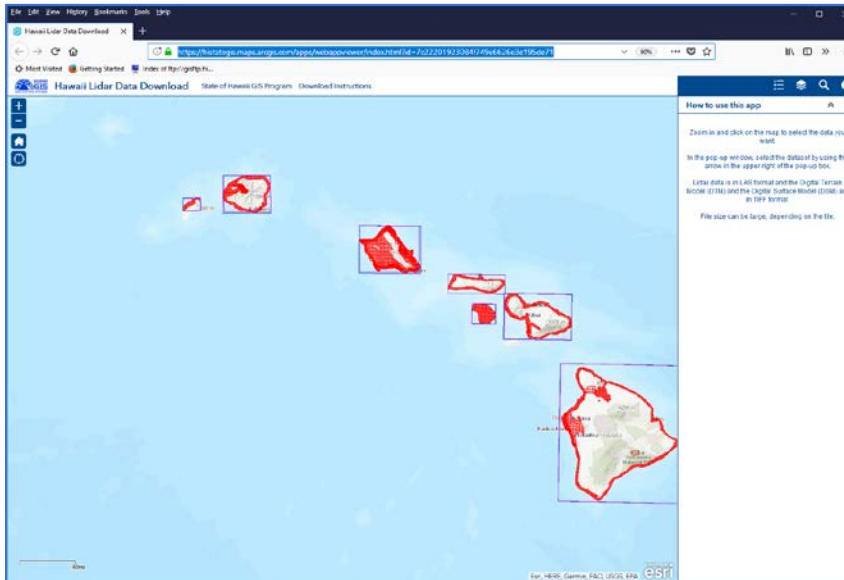 File Edit View History Bookmarks Tools Help
Hawaii Lidar Data Download
90%
Most Visited Getting Started Index of ftp://gisftp.hi...
Hawaii Lidar Data Download State of Hawaii GIS Program Download Instructions
How to use this app
Zoom in and click on the map to select the data you
want.
In the pop-up window, select the dataset by using the
arrow in the upper right of the pop-up box.
Lidar data is in LAS format and the Digital Terrain
Model (DTM) and the Digital Surface Model (DSM) are
in TIFF format.
File size can be large, depending on the tile.
Esri, HERE, Garmin, FAO, USGS, EPA
esri